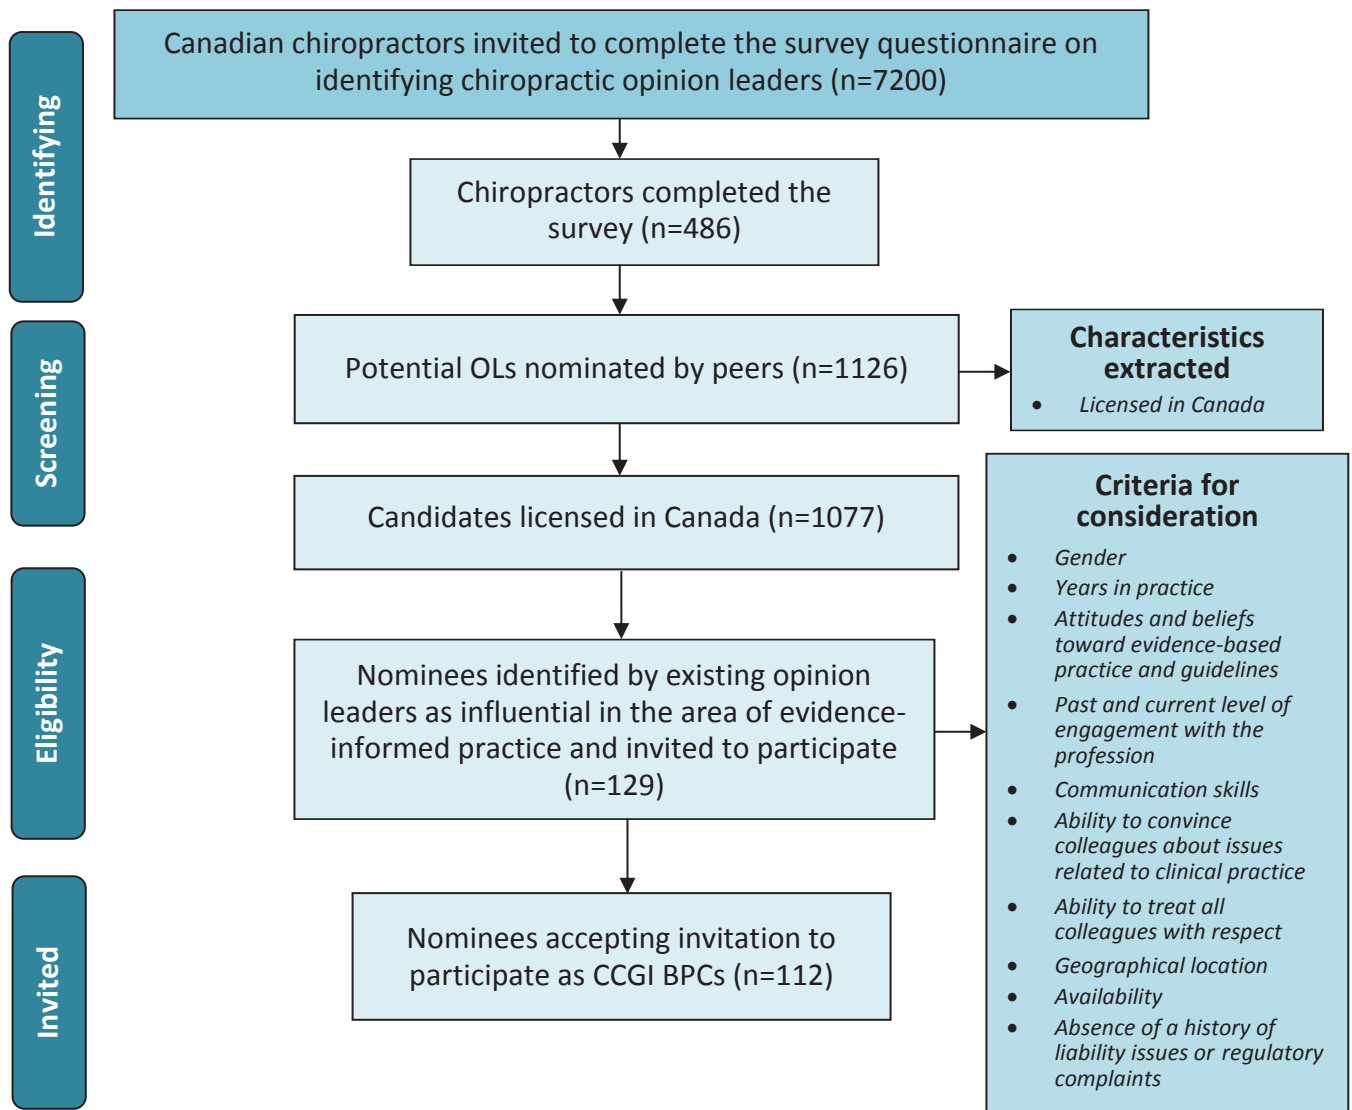 Identifying
Canadian chiropractors invited to complete the survey questionnaire on
identifying chiropractic opinion leaders (n=7200)
Chiropractors completed the
survey (n=486)
Screening
Potential OLs nominated by peers (n=1126)
Characteristics
extracted
• Licensed in Canada
Candidates licensed in Canada (n=1077)
Eligibility
Nominees identified by existing opinion
leaders as influential in the area of evidence-
informed practice and invited to participate
(n=129)
Criteria for
consideration
• Gender
• Years in practice
• Attitudes and beliefs
toward evidence-based
practice and guidelines
• Past and current level of
engagement with the
profession
• Communication skills
• Ability to convince
colleagues about issues
related to clinical practice
• Ability to treat all
colleagues with respect
• Geographical location
• Availability
• Absence of a history of
liability issues or regulatory
complaints
Invited
Nominees accepting invitation to
participate as CCGI BPCs (n=112)